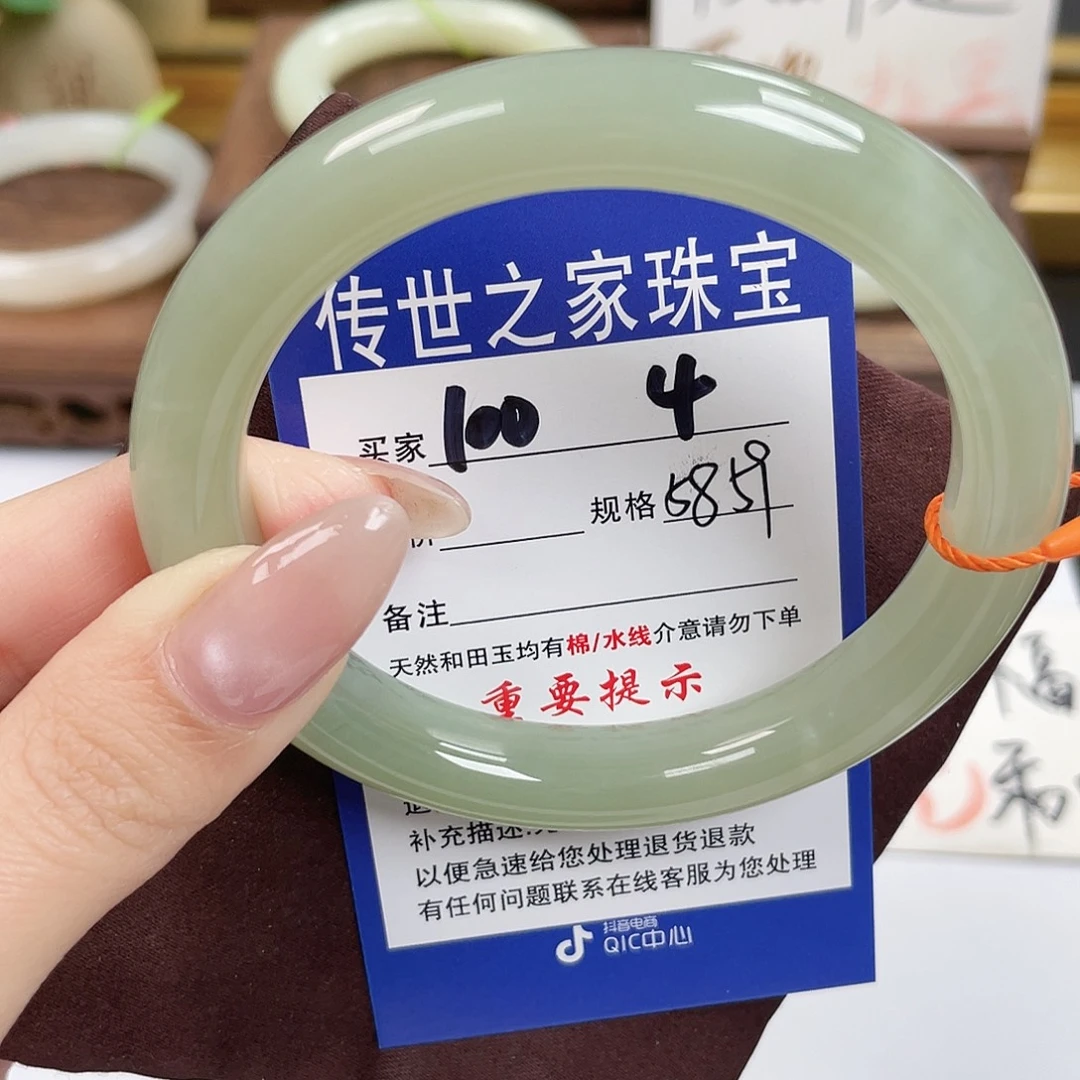 传世之家珠宝
买家 100 4
规格 5859
备注
天然和田玉均有棉/水线介意请勿下单
重要提示
补充描述
以便急速给您处理退货退款
有任何问题联系在线客服为您处理
抖音电商
QIC中心
福